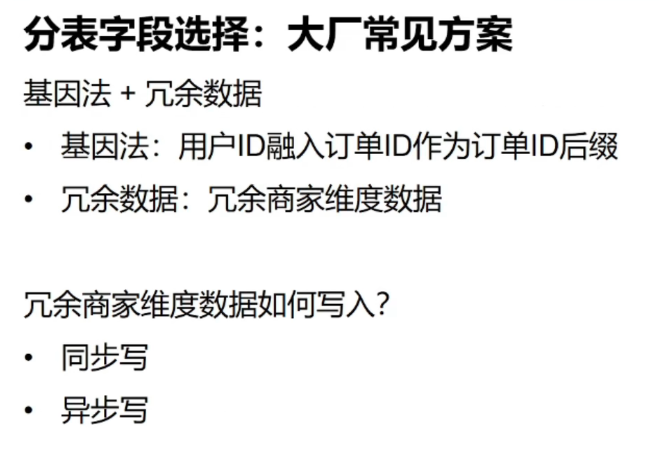 分表字段选择：大厂常见方案
基因法 + 冗余数据
• 基因法：用户ID融入订单ID作为订单ID后缀
• 冗余数据：冗余商家维度数据
冗余商家维度数据如何写入？
• 同步写
• 异步写